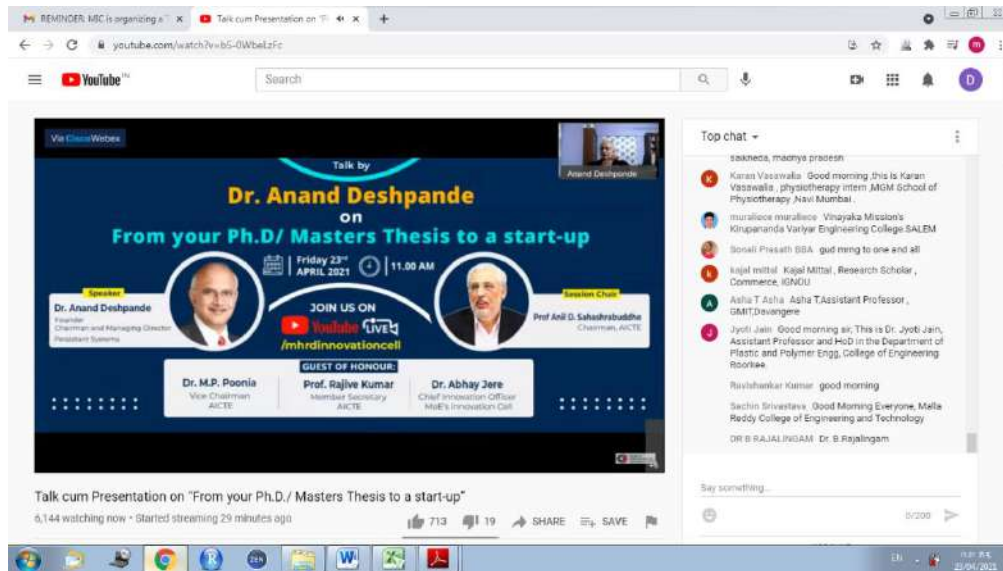 REMINDER: MIC is organizing a T
Talk cum Presentation on "F
youtube.com/watch?v=
YouTube IN
Search
Via Cisco Webex
Anand Deshpande
Talk by
Dr. Anand Deshpande
on
From your Ph.D/ Masters Thesis to a start-up
Friday 23rd
APRIL 2021
11.00 AM
Speaker
Dr. Anand Deshpande
Founder
Chairman and Managing Director
Persistent Systems
JOIN US ON
YouTube LIVE
/mhrdinnovationcell
Session Chair
Prof Anil D. Sahashrabuddhe
Chairman, AICTE
GUEST OF HONOUR:
Dr. M.P. Poonia
Vice Chairman
AICTE
Prof. Rajive Kumar
Member Secretary
AICTE
Dr. Abhay Jere
Chief Innovation Officer
MoE's Innovation Cell
Talk cum Presentation on "From your Ph.D./ Masters Thesis to a start-up"
6,144 watching now • Started streaming 29 minutes ago
713
19
SHARE
SAVE
Top chat
saikheda, madhya pradesh
Karan Vasawalia Good morning ,this is Karan
Vasawalia , physiotherapy intern ,MGM School of
Physiotherapy ,Navi Mumbai .
muraliece muraliece Vinayaka Mission's
Kirupananda Variyar Engineering College SALEM
Sonali Prasath BBA gud mrng to one and all
kajal mittal Kajal Mittal , Research Scholar ,
Commerce, IGNOU
Asha T Asha Asha T,Assistant Professor ,
GMIT,Davangere
Jyoti Jain Good morning sir, This is Dr. Jyoti Jain,
Assistant Professor and HoD in the Department of
Plastic and Polymer Engg, College of Engineering
Roorkee.
Ravishankar Kumar good morning
Sachin Srivastava Good Morning Everyone, Malla
Reddy College of Engineering and Technology
DR B RAJALINGAM Dr. B.Rajalingam
Say something...
0/200
EN
23/04/2021